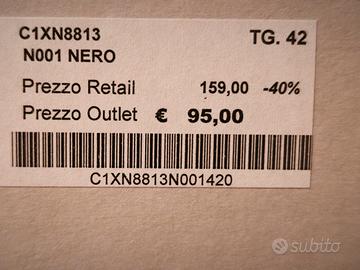 C1XN8813 TG. 42
N001 NERO
Prezzo Retail 159,00 -40%
Prezzo Outlet € 95,00
C1XN8813N001420
subito